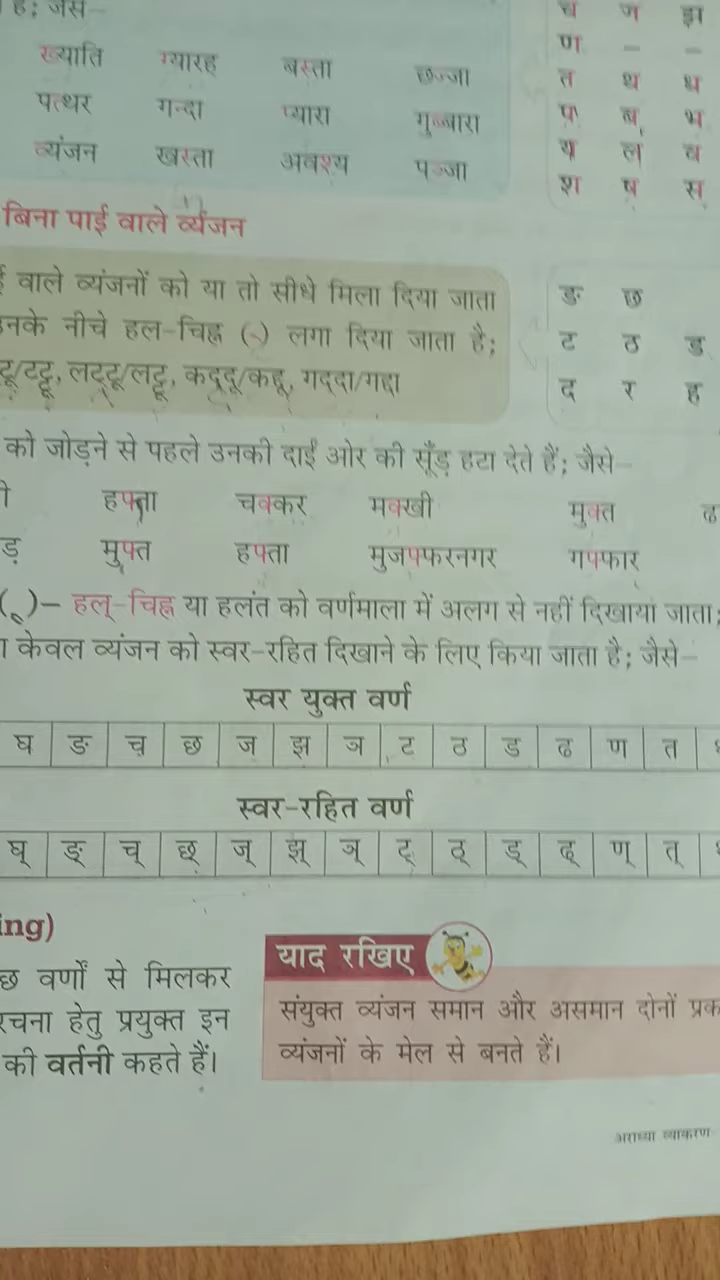 है; जैसे–
ख्याति ग्यारह बस्ता छज्जा
पत्थर गन्दा प्यारा गुब्बारा
व्यंजन खस्ता अवश्य पञ्जा
च ज झ
ण – –
त थ ध
प ब भ
य ल व
श ष स
बिना पाई वाले व्यंजन
वाले व्यंजनों को या तो सीधे मिला दिया जाता
नीचे हल-चिह्न (्) लगा दिया जाता है;
लट्टू/लट्टू, कद्दू/कद्दू, गद्दा/गद्दा
ङ छ
ट ठ ड
द र ह
को जोड़ने से पहले उनकी दाईं ओर की सूँड़ हटा देते हैं; जैसे–
हफ्ता चक्कर मक्खी मुक्त
मुफ्त हफ्ता मुजफ्फरनगर गफ्फार
(्)– हल्-चिह्न या हलंत को वर्णमाला में अलग से नहीं दिखाया जाता;
केवल व्यंजन को स्वर-रहित दिखाने के लिए किया जाता है; जैसे–
स्वर युक्त वर्ण
घ ङ च छ ज झ ञ ट ठ ड ढ ण त
स्वर-रहित वर्ण
घ् ङ् च् छ् ज् झ् ञ् ट् ठ् ड् ढ् ण् त्
ing)
वर्णों से मिलकर
रचना हेतु प्रयुक्त इन
की वर्तनी कहते हैं।
याद रखिए
संयुक्त व्यंजन समान और असमान दोनों प्रक
व्यंजनों के मेल से बनते हैं।
अराध्या व्याकरण